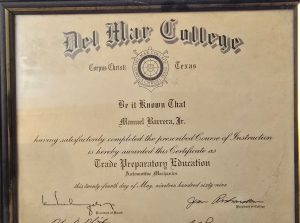 Del Mar College
Corpus Christi Texas
Be it Known That
Manuel Barrera, Jr.
having satisfactorily completed the prescribed Course of Instruction
is hereby awarded this Certificate as
Trade Preparatory Education
Automotive Mechanics
this twenty fourth day of May, nineteen hundred sixty nine